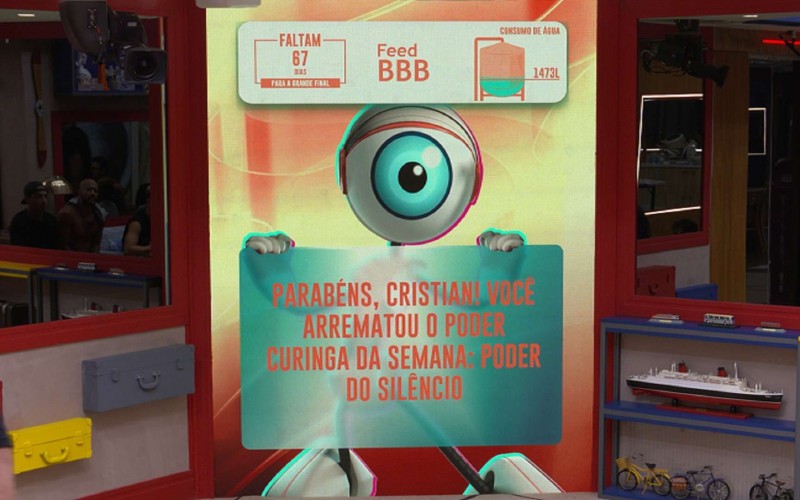 FALTAM
67
DIAS
PARA A GRANDE FINAL
Feed
BBB
CONSUMO DE ÁGUA
1473L
PARABÉNS, CRISTIAN! VOCÊ
ARREMATOU O PODER
CURINGA DA SEMANA: PODER
DO SILÊNCIO